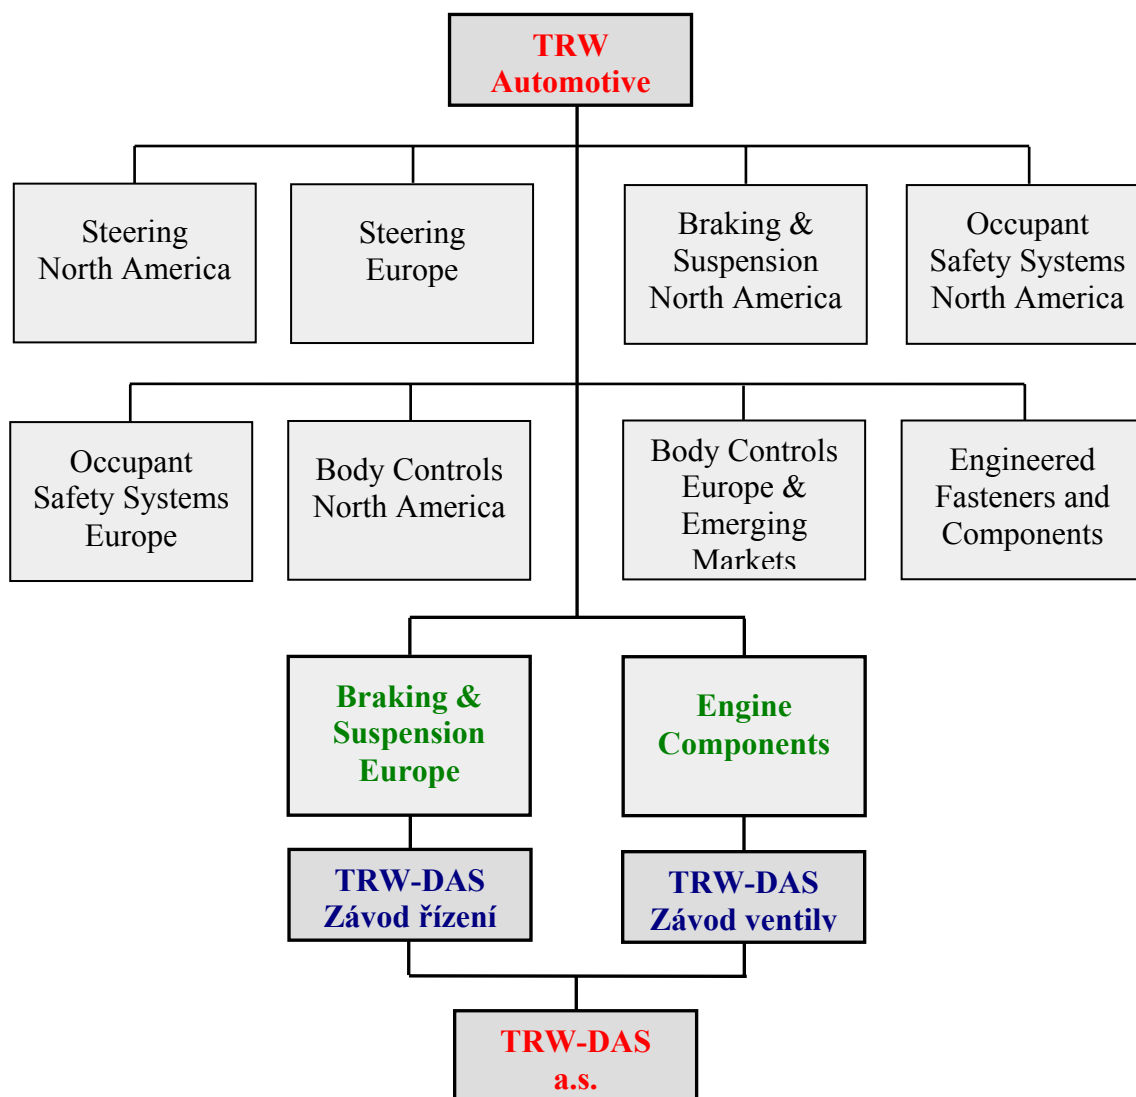 TRW
Automotive
Steering
North America
Steering
Europe
Braking &
Suspension
North America
Occupant
Safety Systems
North America
Occupant
Safety Systems
Europe
Body Controls
North America
Body Controls
Europe &
Emerging
Markets
Engineered
Fasteners and
Components
Braking &
Suspension
Europe
Engine
Components
TRW-DAS
Závod řízení
TRW-DAS
Závod ventily
TRW-DAS
a.s.